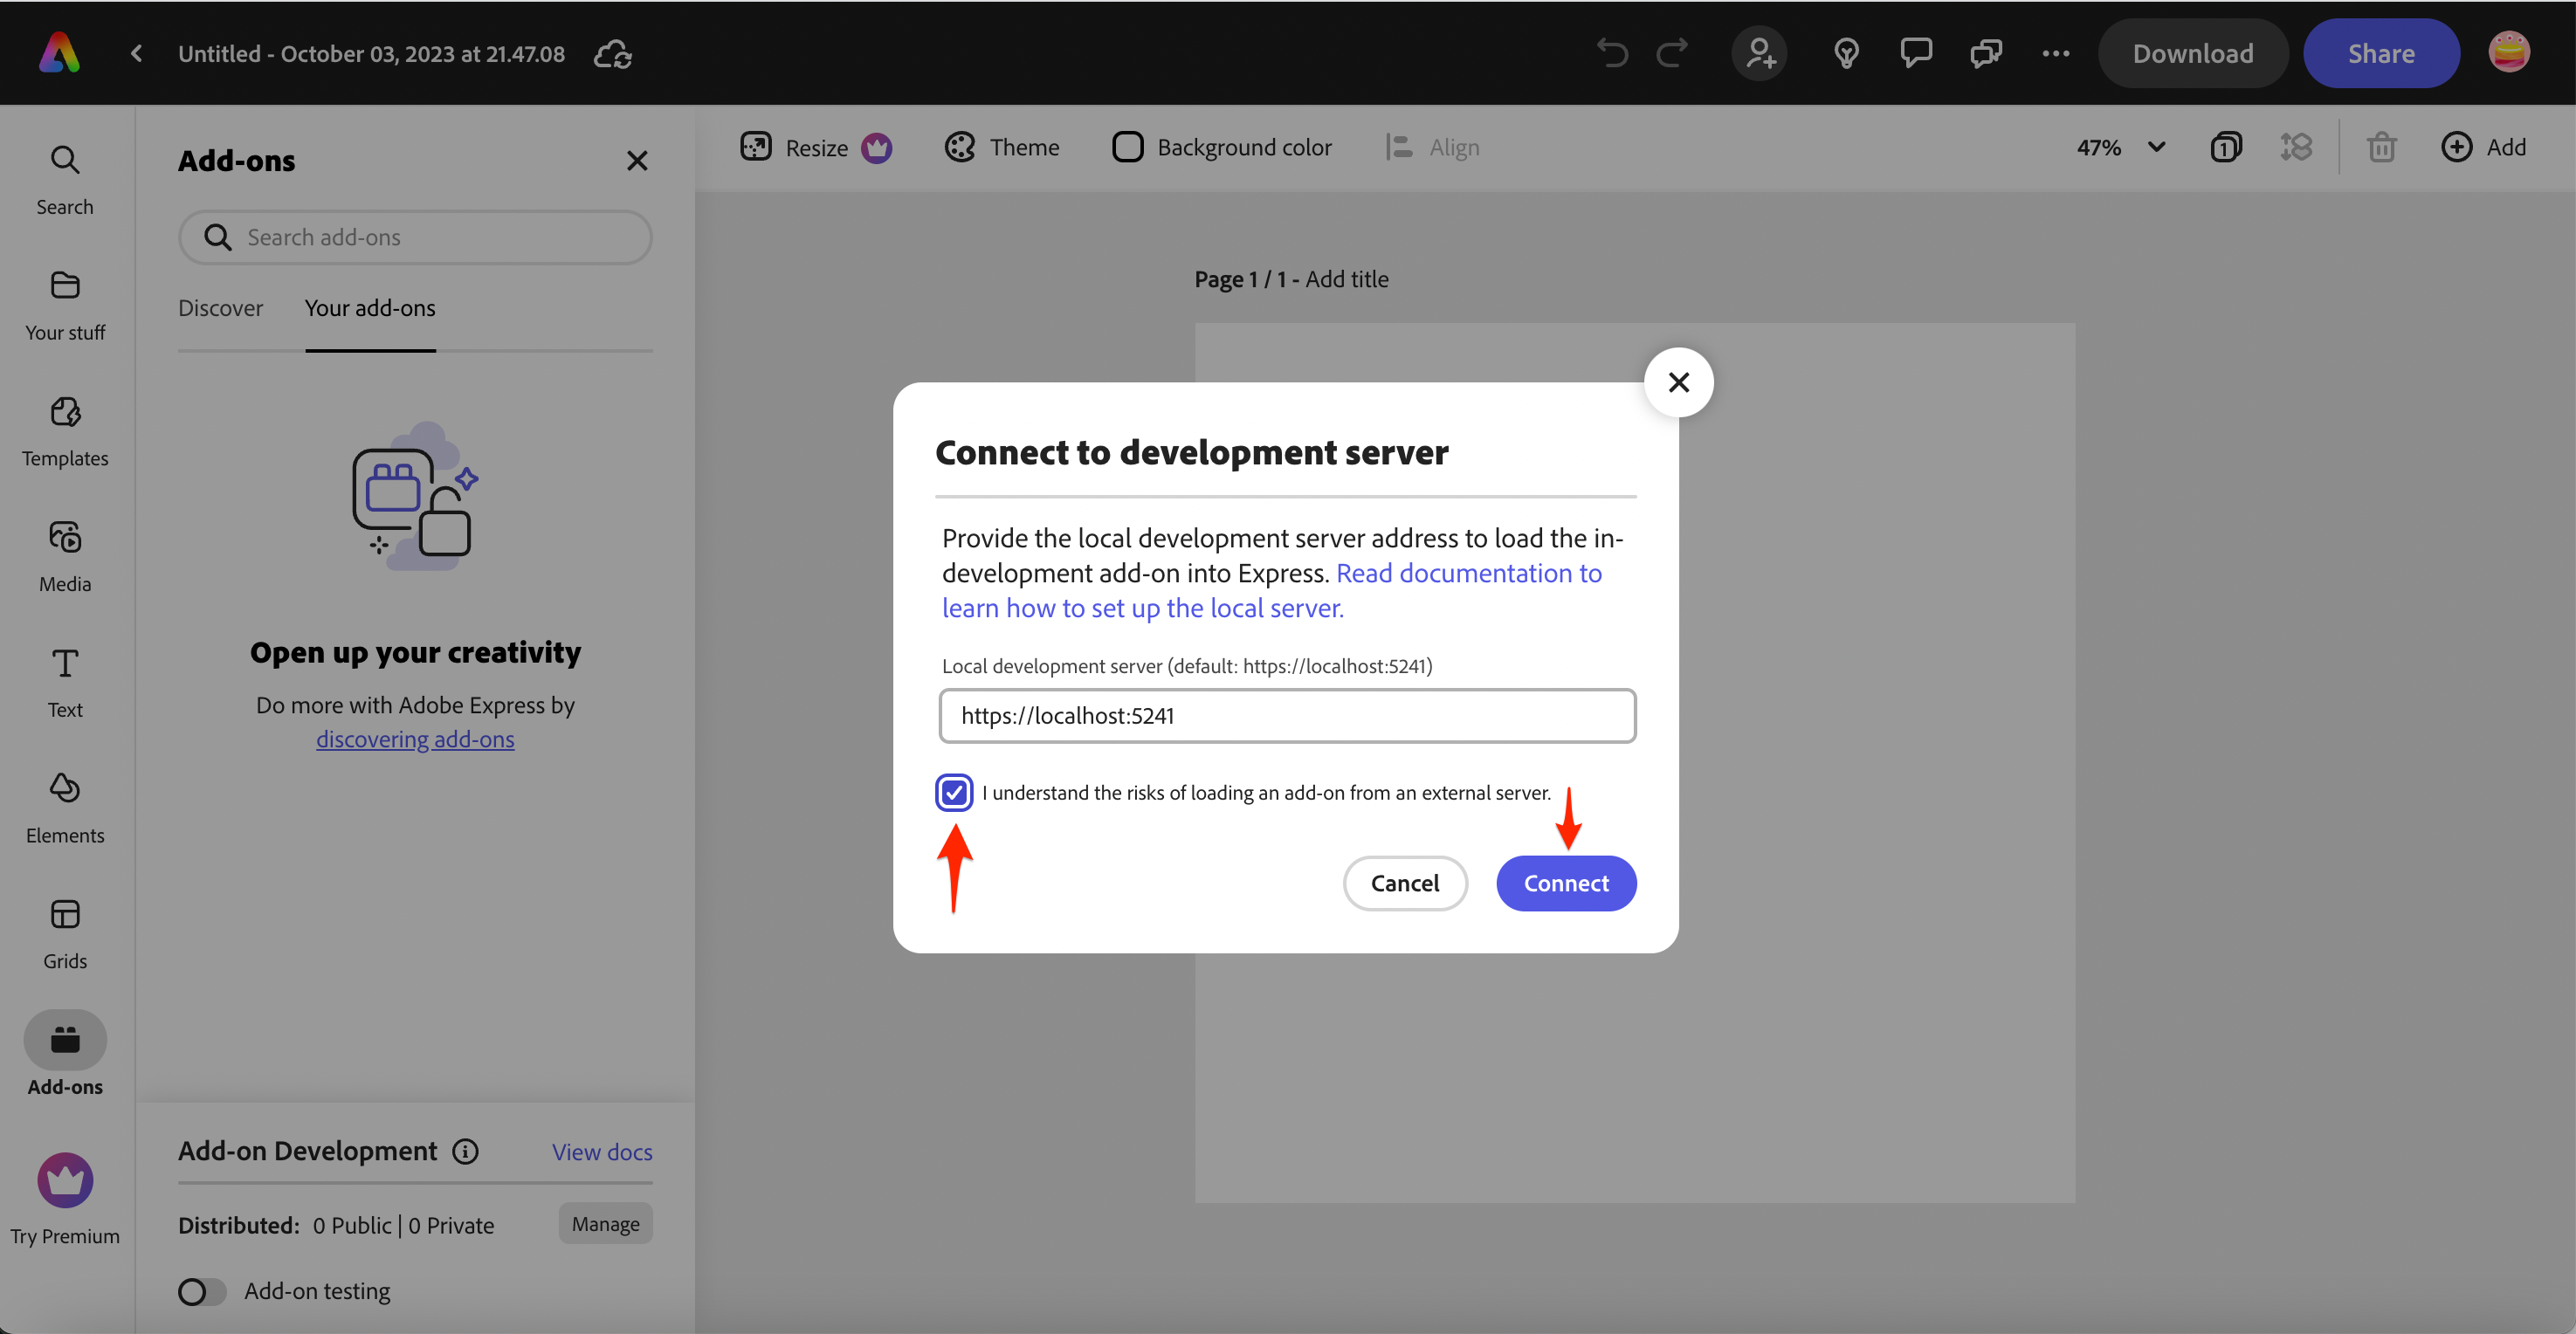 Untitled - October 03, 2023 at 21.47.08
Download
Share
Search
Your stuff
Templates
Media
Text
Elements
Grids
Add-ons
Try Premium
Add-ons
Search add-ons
Discover
Your add-ons
Open up your creativity
Do more with Adobe Express by
discovering add-ons
Add-on Development
View docs
Distributed: 0 Public | 0 Private
Manage
Add-on testing
Resize
Theme
Background color
Align
47%
1
Add
Page 1 / 1 - Add title
Connect to development server
Provide the local development server address to load the in-
development add-on into Express. Read documentation to
learn how to set up the local server.
Local development server (default: https://localhost:5241)
https://localhost:5241
I understand the risks of loading an add-on from an external server.
Cancel
Connect